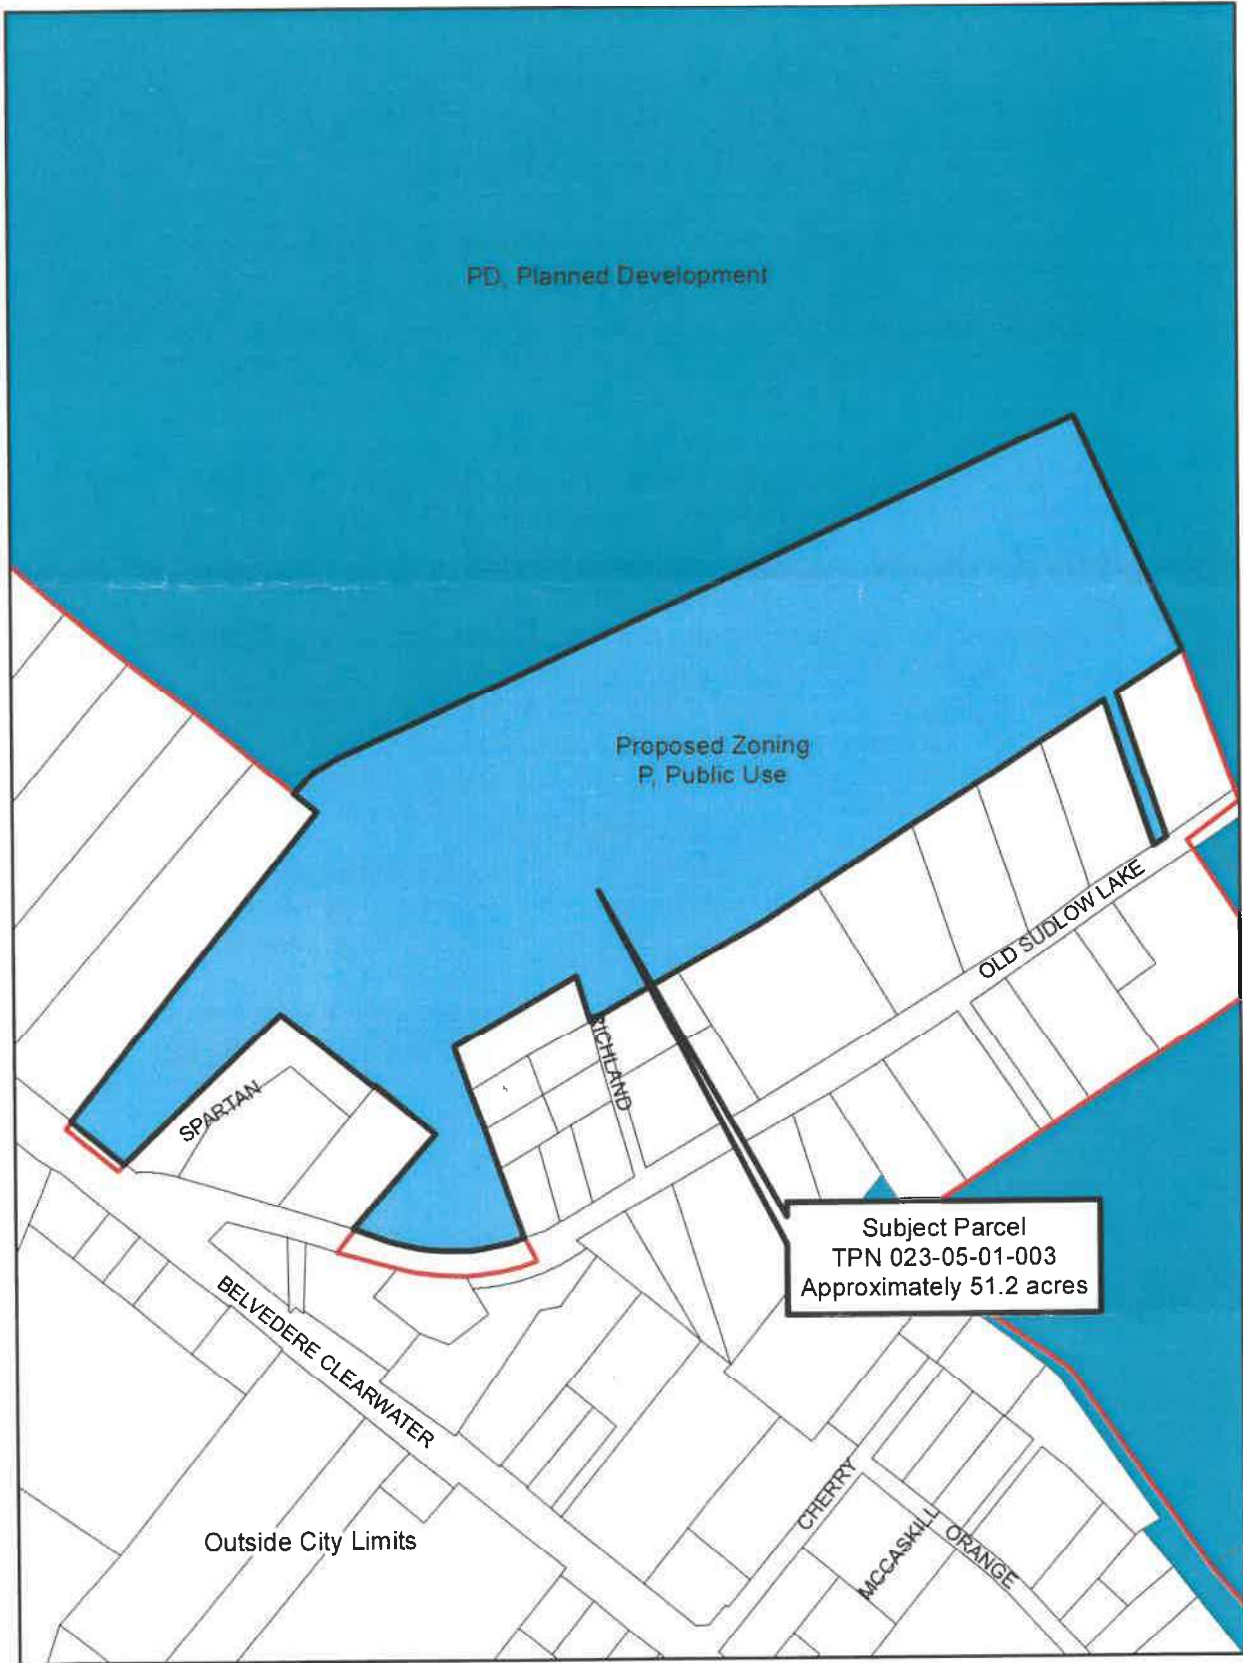 PD, Planned Development
Proposed Zoning
P, Public Use
OLD SUDLOW LAKE
RICHLAND
SPARTAN
Subject Parcel
TPN 023-05-01-003
Approximately 51.2 acres
BELVEDERE CLEARWATER
CHERRY
MCCASKILL
ORANGE
Outside City Limits